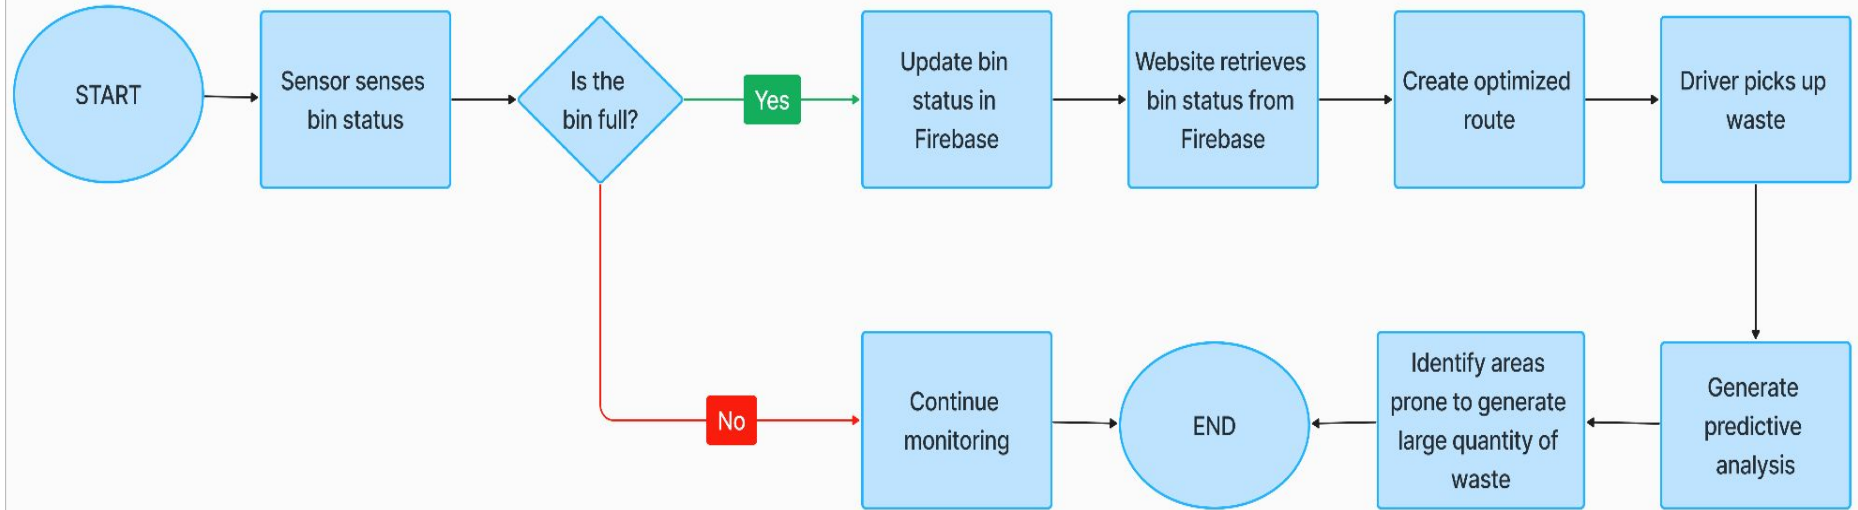 START
Sensor senses
bin status
Is the
bin full?
Yes
Update bin
status in
Firebase
Website retrieves
bin status from
Firebase
Create optimized
route
Driver picks up
waste
No
Continue
monitoring
END
Identify areas
prone to generate
large quantity of
waste
Generate
predictive
analysis